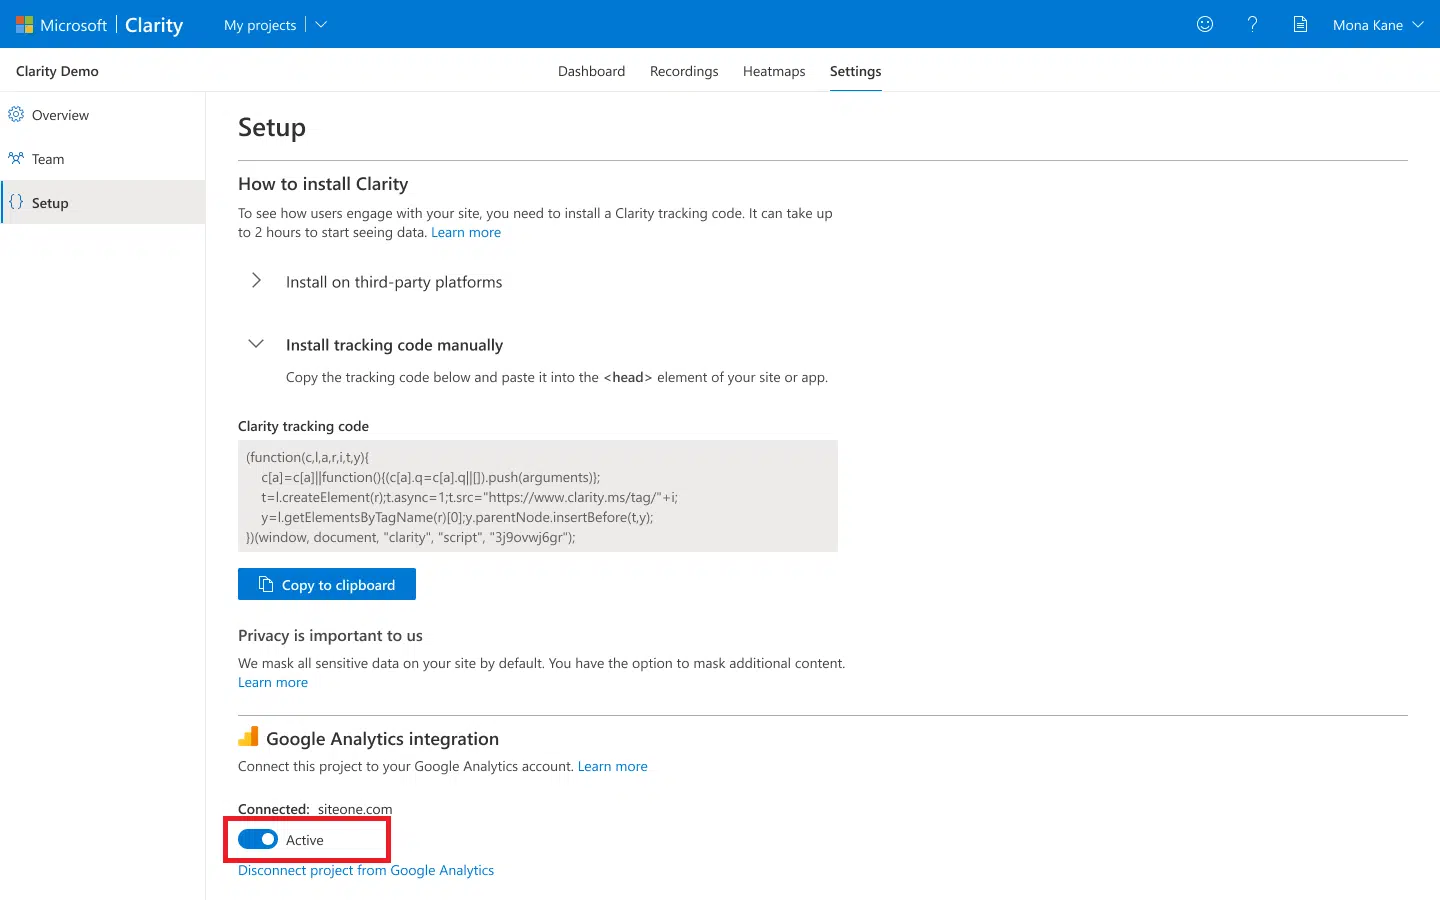 Microsoft Clarity My projects Mona Kane
Clarity Demo Dashboard Recordings Heatmaps Settings
Overview
Team
{} Setup
Setup
How to install Clarity
To see how users engage with your site, you need to install a Clarity tracking code. It can take up
to 2 hours to start seeing data. Learn more
Install on third-party platforms
Install tracking code manually
Copy the tracking code below and paste it into the <head> element of your site or app.
Clarity tracking code
(function(c,l,a,r,i,t,y){
c[a]=c[a]||function(){(c[a].q=c[a].q||[]).push(arguments)};
t=l.createElement(r);t.async=1;t.src="https://www.clarity.ms/tag/"+i;
y=l.getElementsByTagName(r)[0];y.parentNode.insertBefore(t,y);
})(window, document, "clarity", "script", "3j9ovwj6gr");
Copy to clipboard
Privacy is important to us
We mask all sensitive data on your site by default. You have the option to mask additional content.
Learn more
Google Analytics integration
Connect this project to your Google Analytics account. Learn more
Connected: siteone.com
Active
Disconnect project from Google Analytics